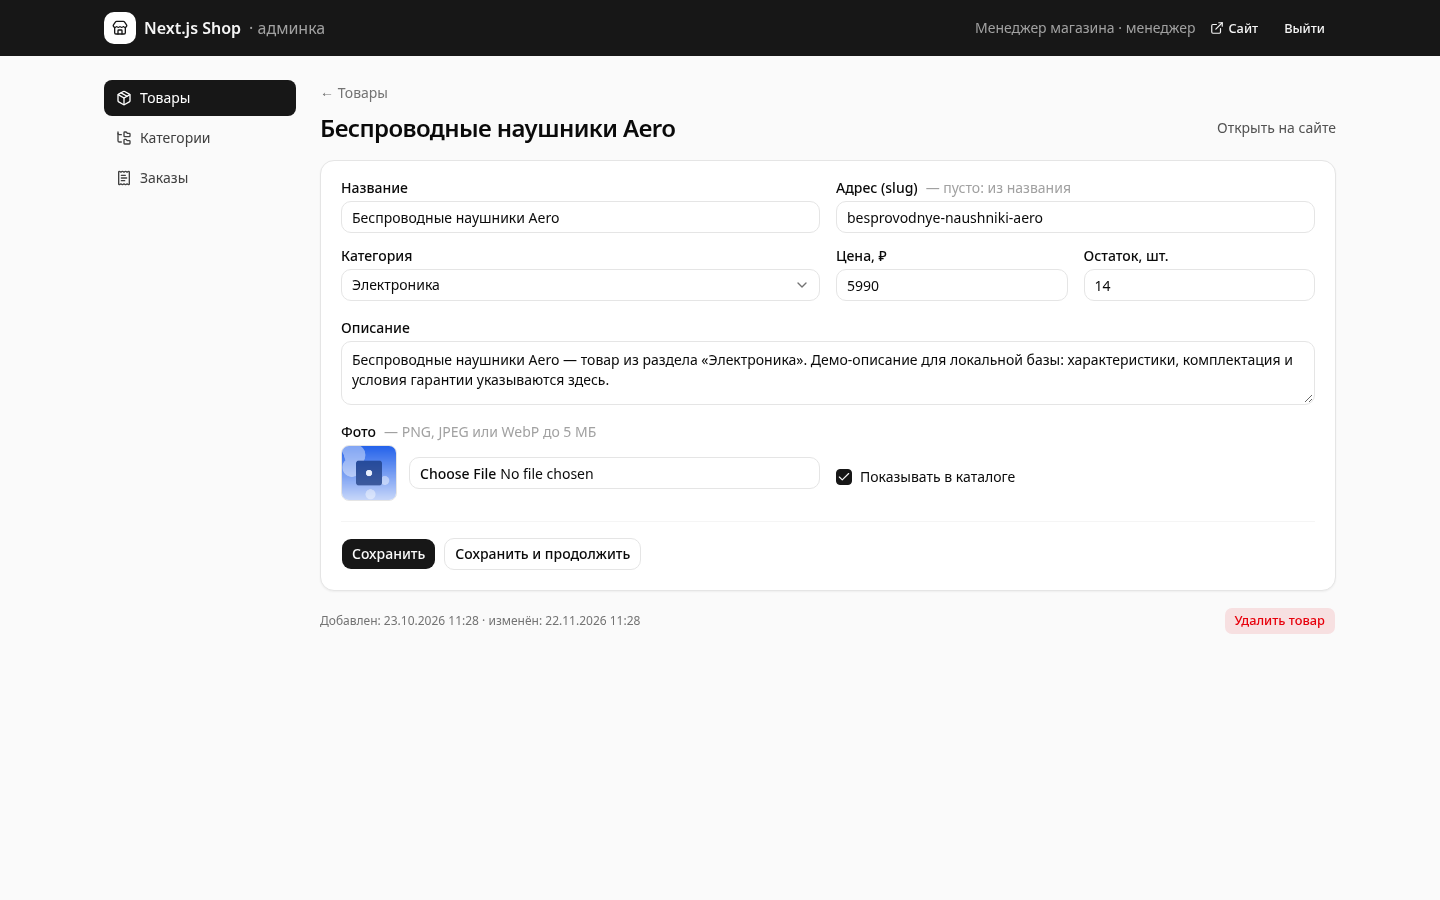 Next.js Shop · админка
Менеджер магазина · менеджер
Сайт
Выйти
Товары
Категории
Заказы
← Товары
Беспроводные наушники Aero
Открыть на сайте
Название
Адрес (slug) — пусто: из названия
Беспроводные наушники Aero
besprovodnye-naushniki-aero
Категория
Цена, ₽
Остаток, шт.
Электроника
5990
14
Описание
Беспроводные наушники Aero — товар из раздела «Электроника». Демо-описание для локальной базы: характеристики, комплектация и
условия гарантии указываются здесь.
Фото — PNG, JPEG или WebP до 5 МБ
Choose File No file chosen
Показывать в каталоге
Сохранить
Сохранить и продолжить
Добавлен: 23.10.2026 11:28 · изменён: 22.11.2026 11:28
Удалить товар